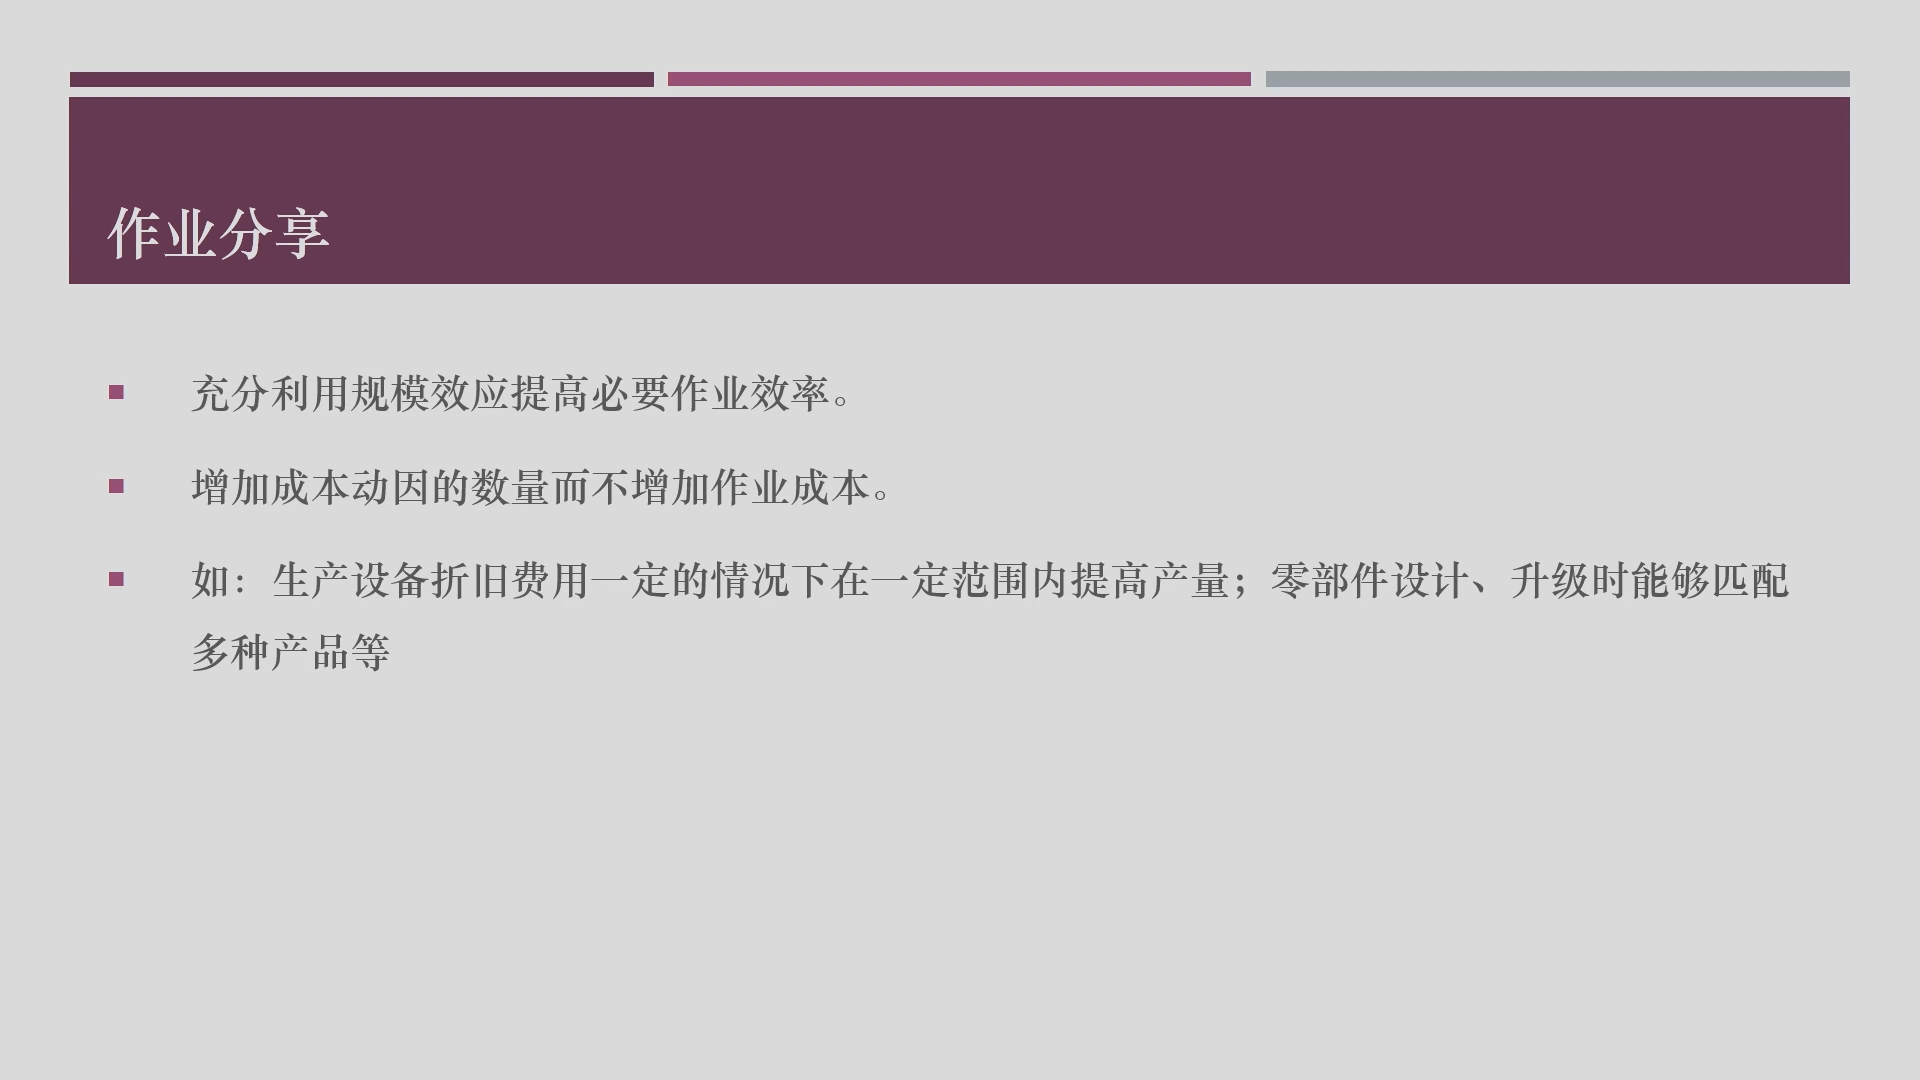 作业分享
充分利用规模效应提高必要作业效率。
增加成本动因的数量而不增加作业成本。
如：生产设备折旧费用一定的情况下在一定范围内提高产量；零部件设计、升级时能够匹配
多种产品等